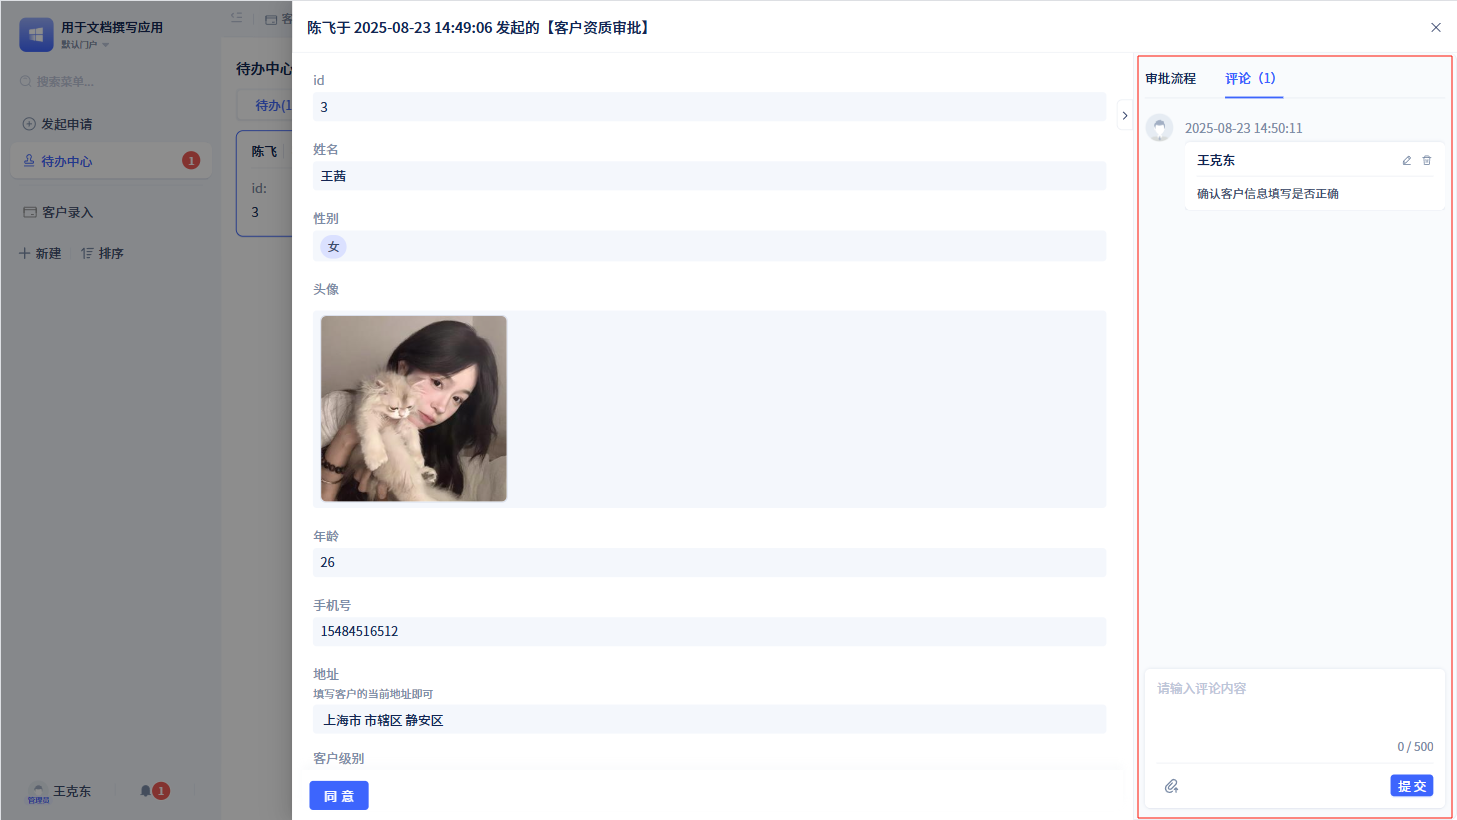 用于文档撰写应用
默认门户
搜索菜单...
发起申请
待办中心
1
客户录入
新建
排序
王克东
管理员
1
客
待办中心
待办(1
陈飞
id:
3
陈飞于 2025-08-23 14:49:06 发起的【客户资质审批】
id
3
姓名
王茜
性别
女
头像
年龄
26
手机号
15484516512
地址
填写客户的当前地址即可
上海市 市辖区 静安区
客户级别
同 意
审批流程
评论（1）
2025-08-23 14:50:11
王克东
确认客户信息填写是否正确
请输入评论内容
0 / 500
提 交